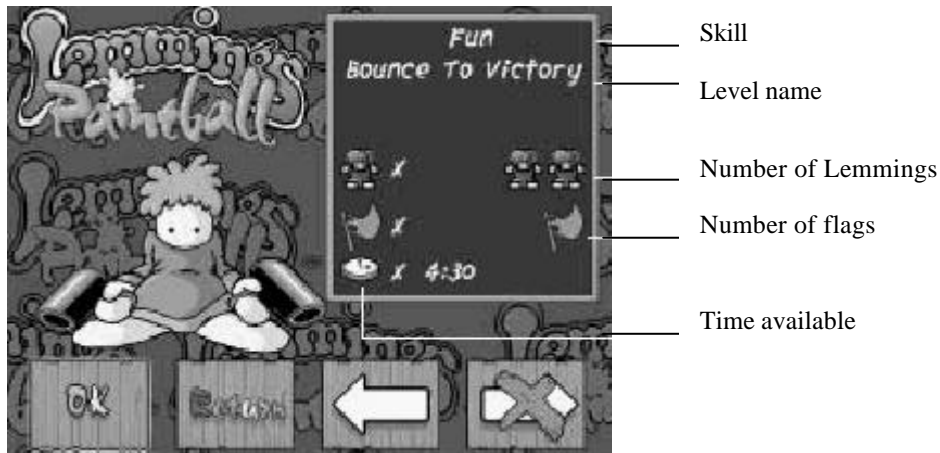 Lemmings
Paintball
Fun
Bounce To Victory
x
x
x 4:30
OK
Return
Skill
Level name
Number of Lemmings
Number of flags
Time available